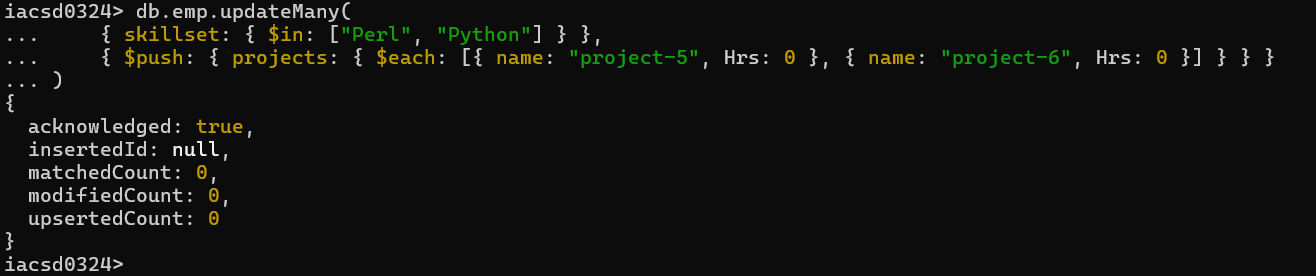 iacsd0324> db.emp.updateMany(
...     { skillset: { $in: ["Perl", "Python"] } },
...     { $push: { projects: { $each: [{ name: "project-5", Hrs: 0 }, { name: "project-6", Hrs: 0 }] } } }
... )
{
  acknowledged: true,
  insertedId: null,
  matchedCount: 0,
  modifiedCount: 0,
  upsertedCount: 0
}
iacsd0324>